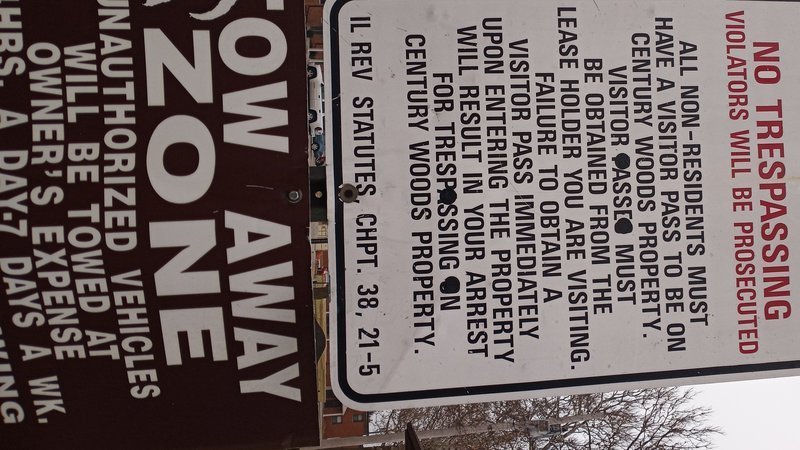 NO TRESPASSING
VIOLATORS WILL BE PROSECUTED
ALL NON-RESIDENTS MUST
HAVE A VISITOR PASS TO BE ON
CENTURY WOODS PROPERTY.
VISITOR PASSES MUST
BE OBTAINED FROM THE
LEASE HOLDER YOU ARE VISITING.
FAILURE TO OBTAIN A
VISITOR PASS IMMEDIATELY
UPON ENTERING THE PROPERTY
WILL RESULT IN YOUR ARREST
FOR TRESPASSING ON
CENTURY WOODS PROPERTY.
IL REV STATUTES CHPT. 38, 21-5
TOW AWAY
ZONE
UNAUTHORIZED VEHICLES
WILL BE TOWED AT
OWNER'S EXPENSE
HRS. A DAY-7 DAYS A WK.